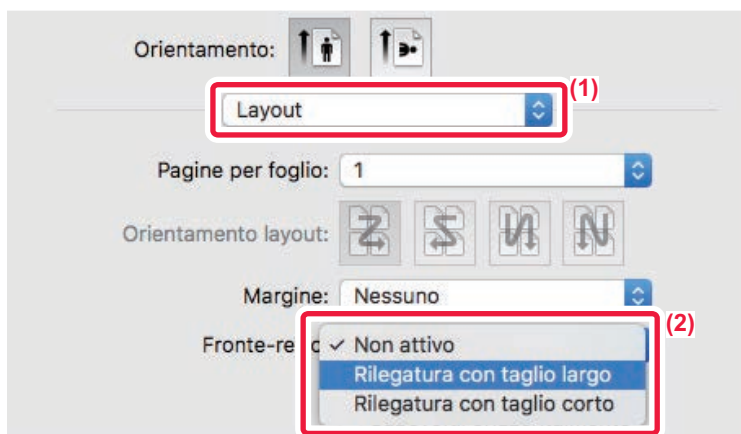 Orientamento:
(1)
Layout
Pagine per foglio: 1
Orientamento layout:
Margine: Nessuno
(2)
✓ Non attivo
Rilegatura con taglio largo
Rilegatura con taglio corto